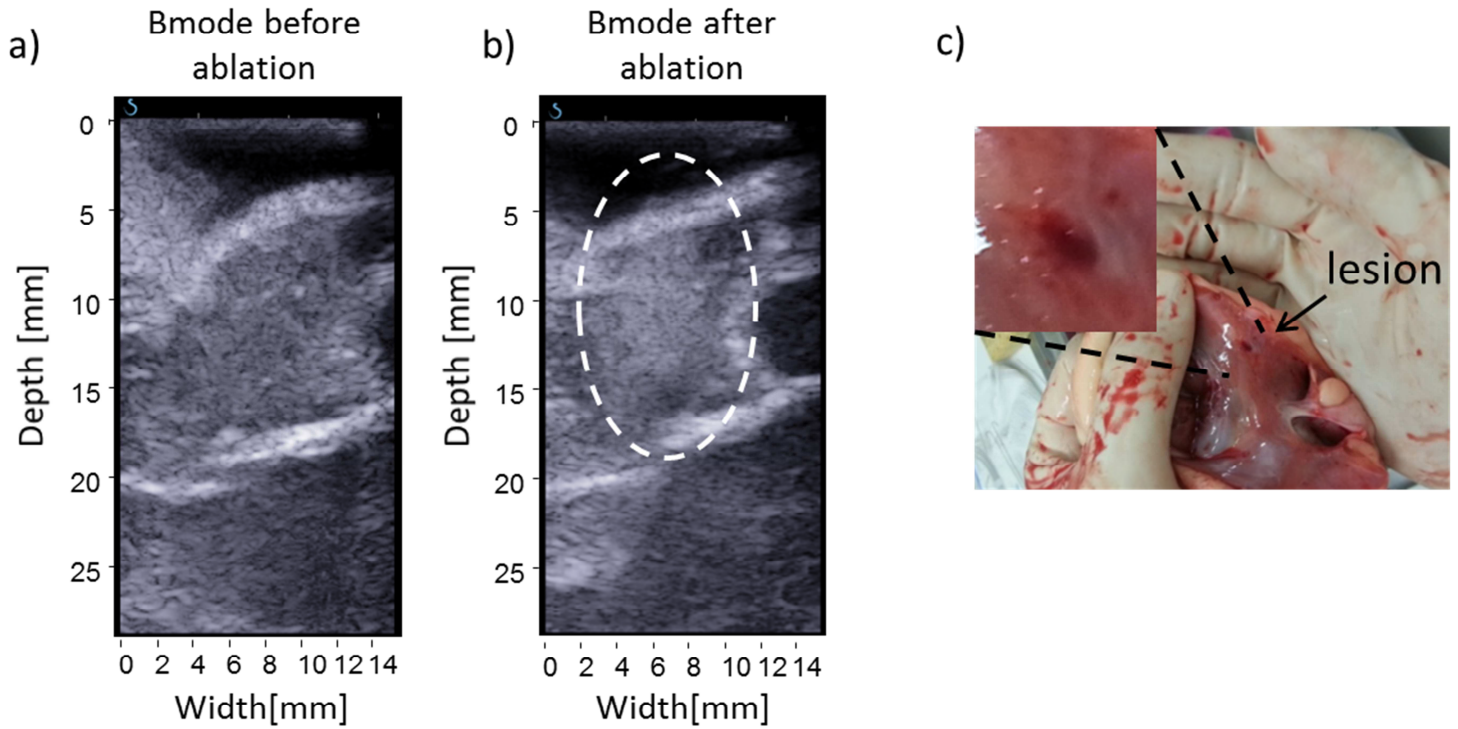 a)
Bmode before
ablation
0
5
10
15
20
25
Depth [mm]
0 2 4 6 8 10 12 14
Width[mm]
b)
Bmode after
ablation
0
5
10
15
20
25
Depth [mm]
0 2 4 6 8 10 12 14
Width[mm]
c)
lesion